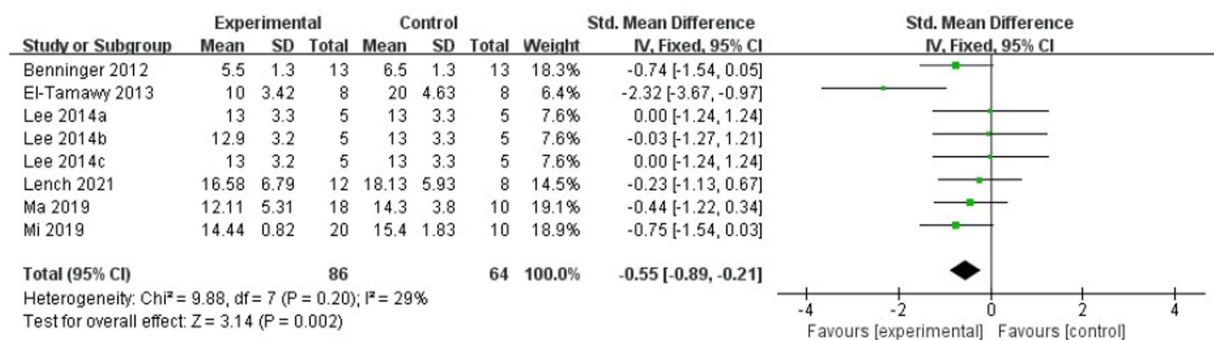 Experimental Control Std. Mean Difference Std. Mean Difference
Study or Subgroup Mean SD Total Mean SD Total Weight IV, Fixed, 95% CI IV, Fixed, 95% CI
Benninger 2012 5.5 1.3 13 6.5 1.3 13 18.3% -0.74 [-1.54, 0.05]
El-Tamawy 2013 10 3.42 8 20 4.63 8 6.4% -2.32 [-3.67, -0.97]
Lee 2014a 13 3.3 5 13 3.3 5 7.6% 0.00 [-1.24, 1.24]
Lee 2014b 12.9 3.2 5 13 3.3 5 7.6% -0.03 [-1.27, 1.21]
Lee 2014c 13 3.2 5 13 3.3 5 7.6% 0.00 [-1.24, 1.24]
Lench 2021 16.58 6.79 12 18.13 5.93 8 14.5% -0.23 [-1.13, 0.67]
Ma 2019 12.11 5.31 18 14.3 3.8 10 19.1% -0.44 [-1.22, 0.34]
Mi 2019 14.44 0.82 20 15.4 1.83 10 18.9% -0.75 [-1.54, 0.03]
Total (95% CI) 86 64 100.0% -0.55 [-0.89, -0.21]
Heterogeneity: Chi² = 9.88, df = 7 (P = 0.20); I² = 29%
Test for overall effect: Z = 3.14 (P = 0.002)
-4 -2 0 2 4
Favours [experimental] Favours [control]